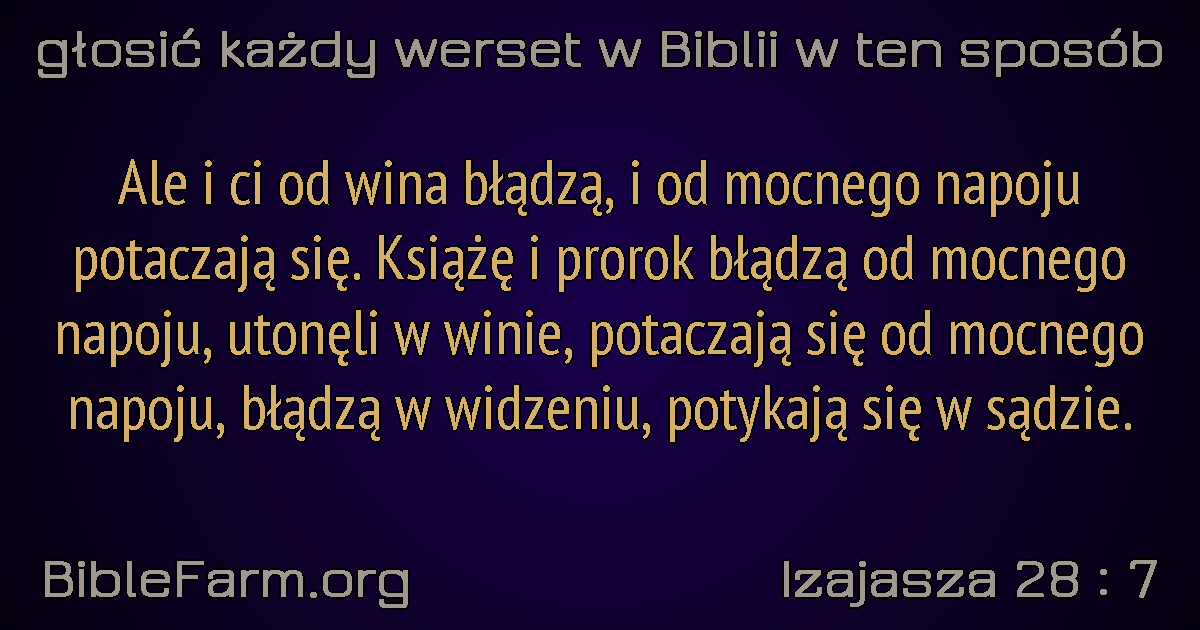 głosić każdy werset w Biblii w ten sposób
Ale i ci od wina błądzą, i od mocnego napoju
potaczają się. Książę i prorok błądzą od mocnego
napoju, utonęli w winie, potaczają się od mocnego
napoju, błądzą w widzeniu, potykają się w sądzie.
BibleFarm.org
Izajasza 28 : 7